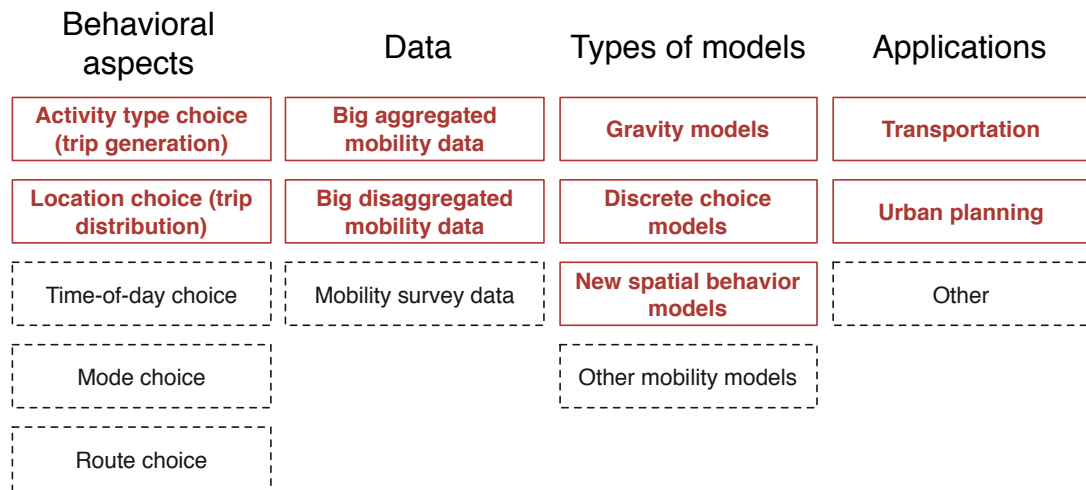 Behavioral
aspects
Data
Types of models
Applications
Activity type choice
(trip generation)
Big aggregated
mobility data
Gravity models
Transportation
Location choice (trip
distribution)
Big disaggregated
mobility data
Discrete choice
models
Urban planning
Time-of-day choice
Mobility survey data
New spatial behavior
models
Other
Mode choice
Other mobility models
Route choice